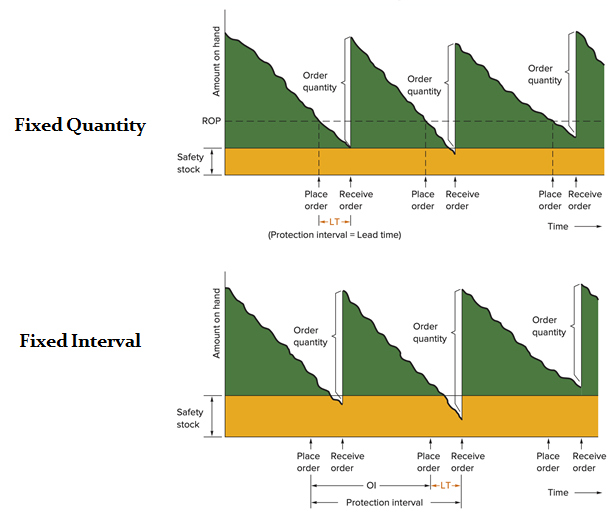 Fixed Quantity
Amount on hand
ROP
Safety
stock
Order
quantity
Order
quantity
Order
quantity
Place
order
Receive
order
Place
order
Receive
order
Place
order
Receive
order
LT
(Protection interval = Lead time)
Time
Fixed Interval
Amount on hand
Safety
stock
Order
quantity
Order
quantity
Order
quantity
Place
order
Receive
order
Place
order
Receive
order
Place
order
Receive
order
OI
LT
Protection interval
Time